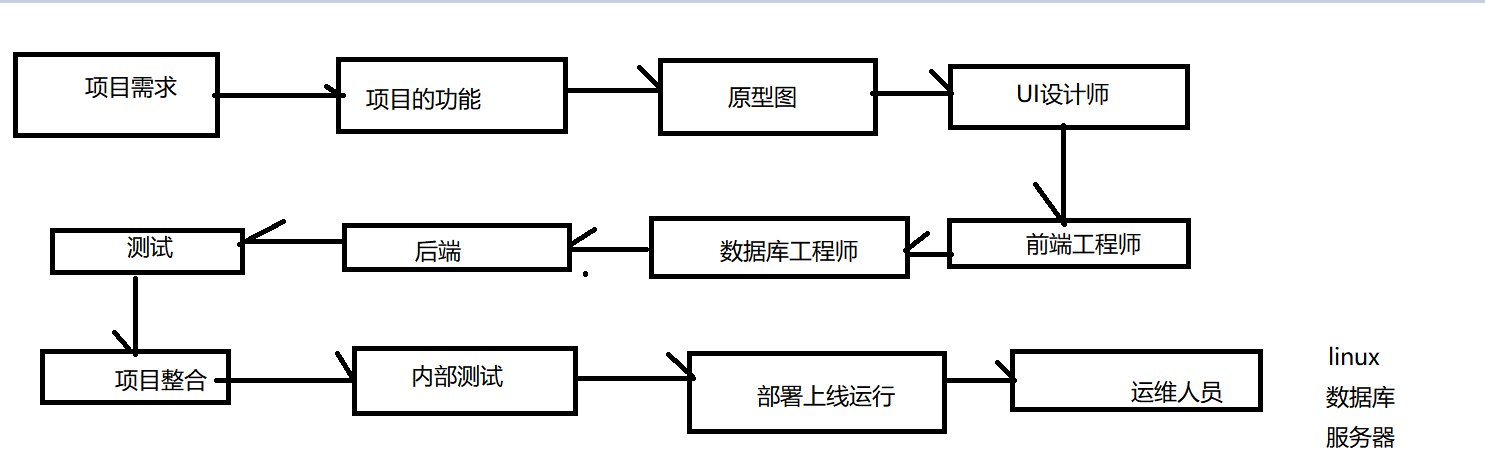 项目需求
项目的功能
原型图
UI设计师
前端工程师
数据库工程师
后端
测试
项目整合
内部测试
部署上线运行
运维人员
linux
数据库
服务器